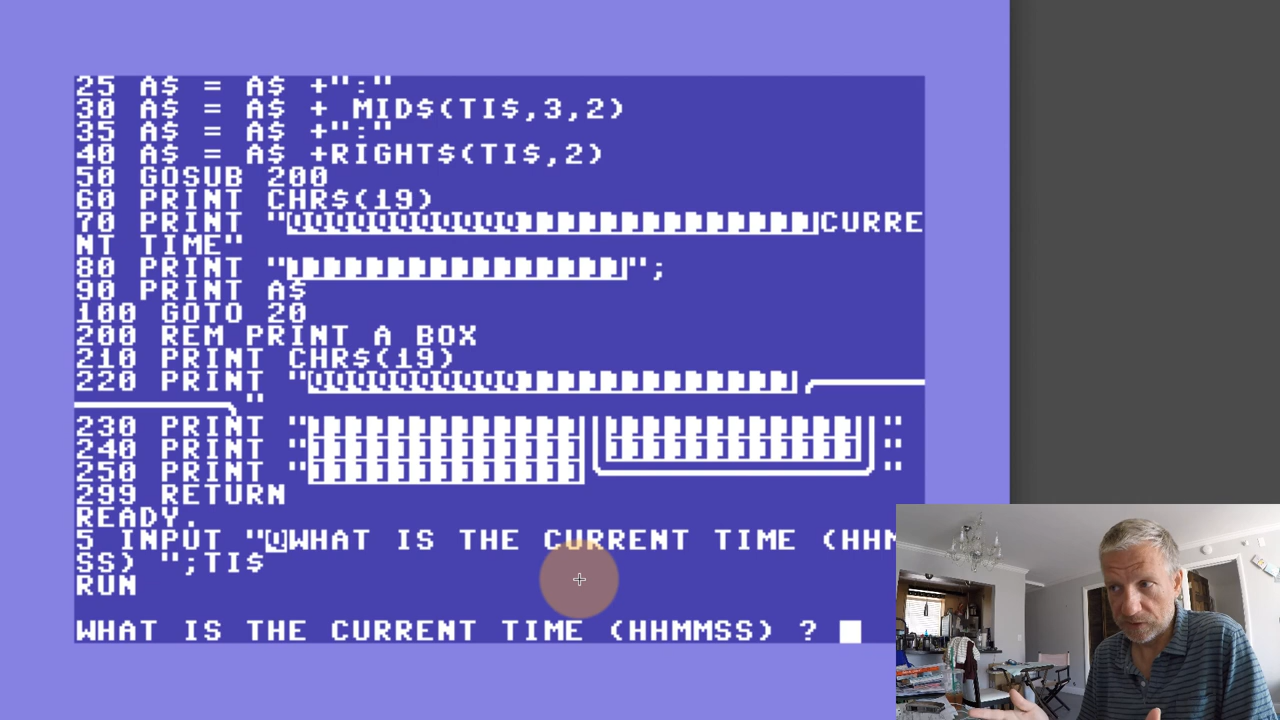 25 A$ = A$ +":"
30 A$ = A$ + MID$(TI$,3,2)
35 A$ = A$ +":"
40 A$ = A$ +RIGHT$(TI$,2)
50 GOSUB 200
60 PRINT CHR$(19)
70 PRINT "QQQQQQQQQQQ]]]]]]]]]]]]]]CURRE
NT TIME"
80 PRINT "]]]]]]]]]]]]]]]]";
90 PRINT A$
100 GOTO 20
200 REM PRINT A BOX
210 PRINT CHR$(19)
220 PRINT "QQQQQQQQQQ]]]]]]]]]]]]]╭─────
───────╮"
230 PRINT "]]]]]]]]]]]]]│]]]]]]]]]]]]│"
240 PRINT "]]]]]]]]]]]]]│]]]]]]]]]]]]│"
250 PRINT "]]]]]]]]]]]]]╰────────────╯"
299 RETURN
READY.
5 INPUT "QWHAT IS THE CURRENT TIME (HHM
SS) ";TI$
RUN
WHAT IS THE CURRENT TIME (HHMMSS) ?